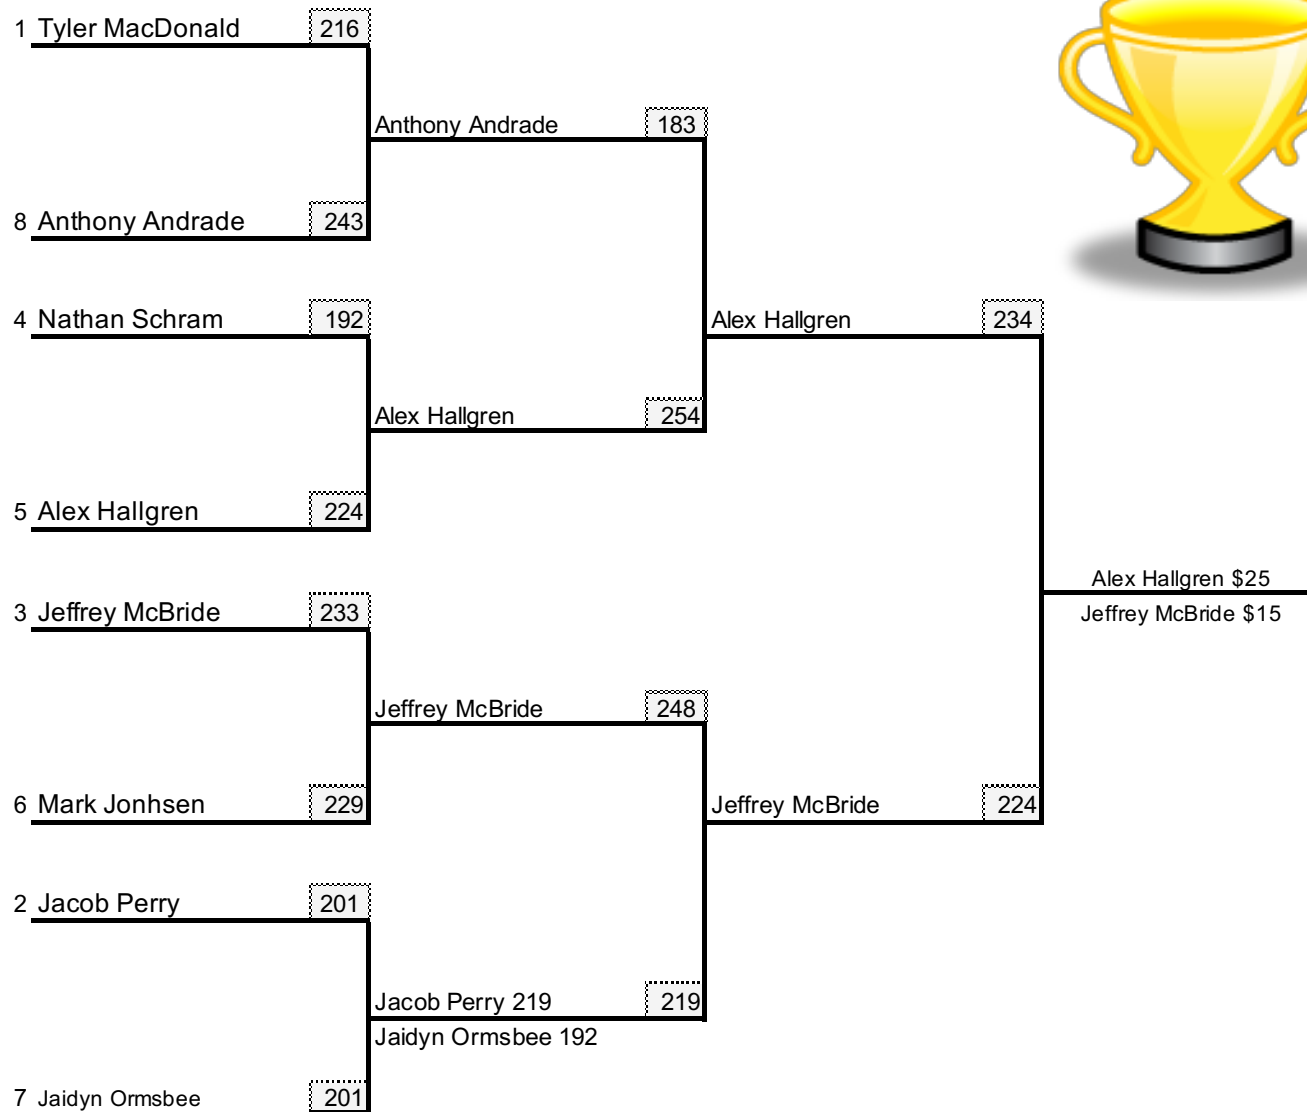 1 Tyler MacDonald 216
Anthony Andrade 183
8 Anthony Andrade 243
4 Nathan Schram 192
Alex Hallgren 234
Alex Hallgren 254
5 Alex Hallgren 224
Alex Hallgren $25
Jeffrey McBride $15
3 Jeffrey McBride 233
Jeffrey McBride 248
6 Mark Jonhsen 229
Jeffrey McBride 224
2 Jacob Perry 201
Jacob Perry 219 219
Jaidyn Ormsbee 192
7 Jaidyn Ormsbee 201